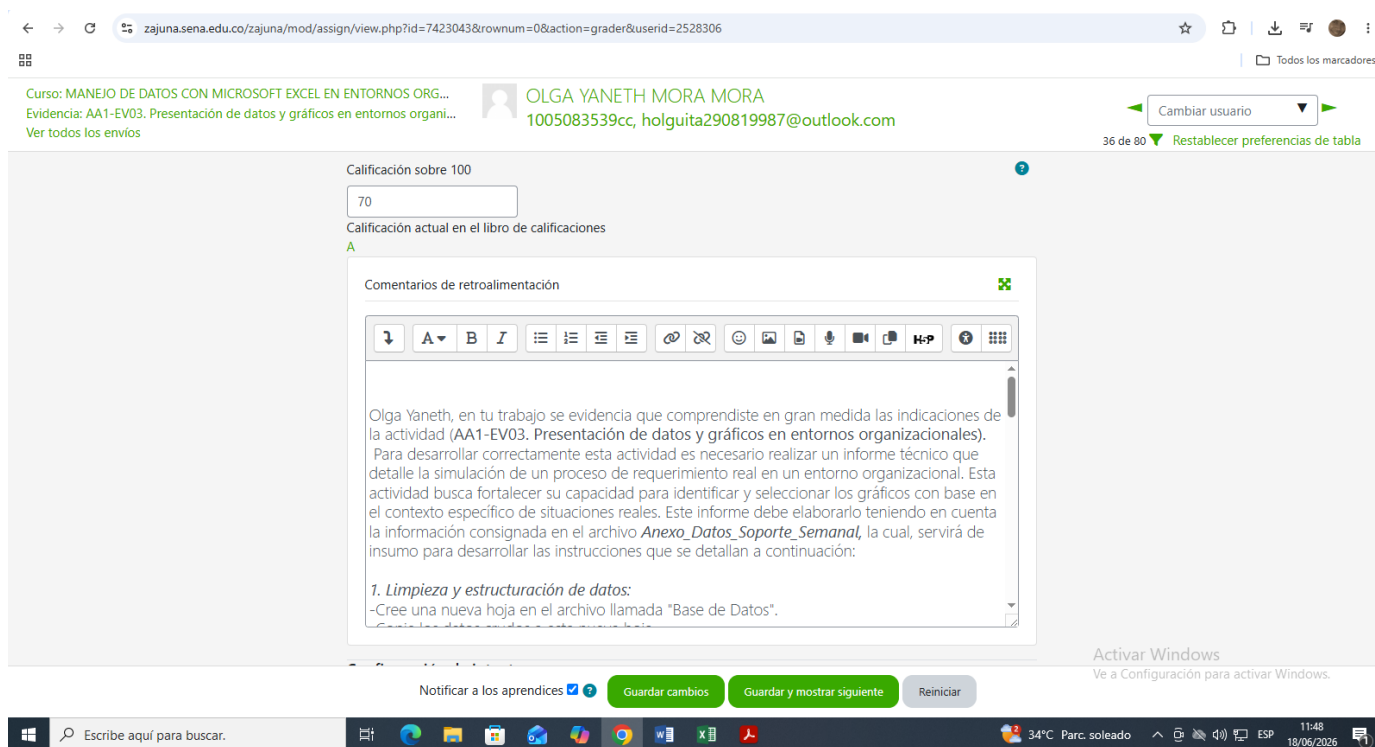 zajuna.sena.edu.co/zajuna/mod/assign/view.php?id=7423043&rownum=0&action=grader&userid=2528306
Todos los marcadores
Curso: MANEJO DE DATOS CON MICROSOFT EXCEL EN ENTORNOS ORG...
Evidencia: AA1-EV03. Presentación de datos y gráficos en entornos organi...
Ver todos los envíos
OLGA YANETH MORA MORA
1005083539cc, holguita290819987@outlook.com
Cambiar usuario
36 de 80 Restablecer preferencias de tabla
Calificación sobre 100
70
Calificación actual en el libro de calificaciones
A
Comentarios de retroalimentación
A B I H5P
Olga Yaneth, en tu trabajo se evidencia que comprendiste en gran medida las indicaciones de
la actividad (AA1-EV03. Presentación de datos y gráficos en entornos organizacionales).
Para desarrollar correctamente esta actividad es necesario realizar un informe técnico que
detalle la simulación de un proceso de requerimiento real en un entorno organizacional. Esta
actividad busca fortalecer su capacidad para identificar y seleccionar los gráficos con base en
el contexto específico de situaciones reales. Este informe debe elaborarlo teniendo en cuenta
la información consignada en el archivo Anexo_Datos_Soporte_Semanal, la cual, servirá de
insumo para desarrollar las instrucciones que se detallan a continuación:
1. Limpieza y estructuración de datos:
-Cree una nueva hoja en el archivo llamada "Base de Datos".
Activar Windows
Ve a Configuración para activar Windows.
Notificar a los aprendices
Guardar cambios
Guardar y mostrar siguiente
Reiniciar
Escribe aquí para buscar.
34°C Parc. soleado
ESP
11:48
18/06/2026